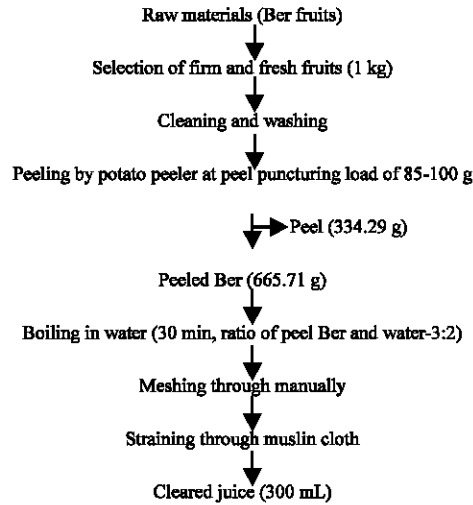 Raw materials (Ber fruits)
Selection of firm and fresh fruits (1 kg)
Cleaning and washing
Peeling by potato peeler at peel puncturing load of 85-100 g
Peel (334.29 g)
Peeled Ber (665.71 g)
Boiling in water (30 min, ratio of peel Ber and water-3:2)
Meshing through manually
Straining through muslin cloth
Cleared juice (300 mL)